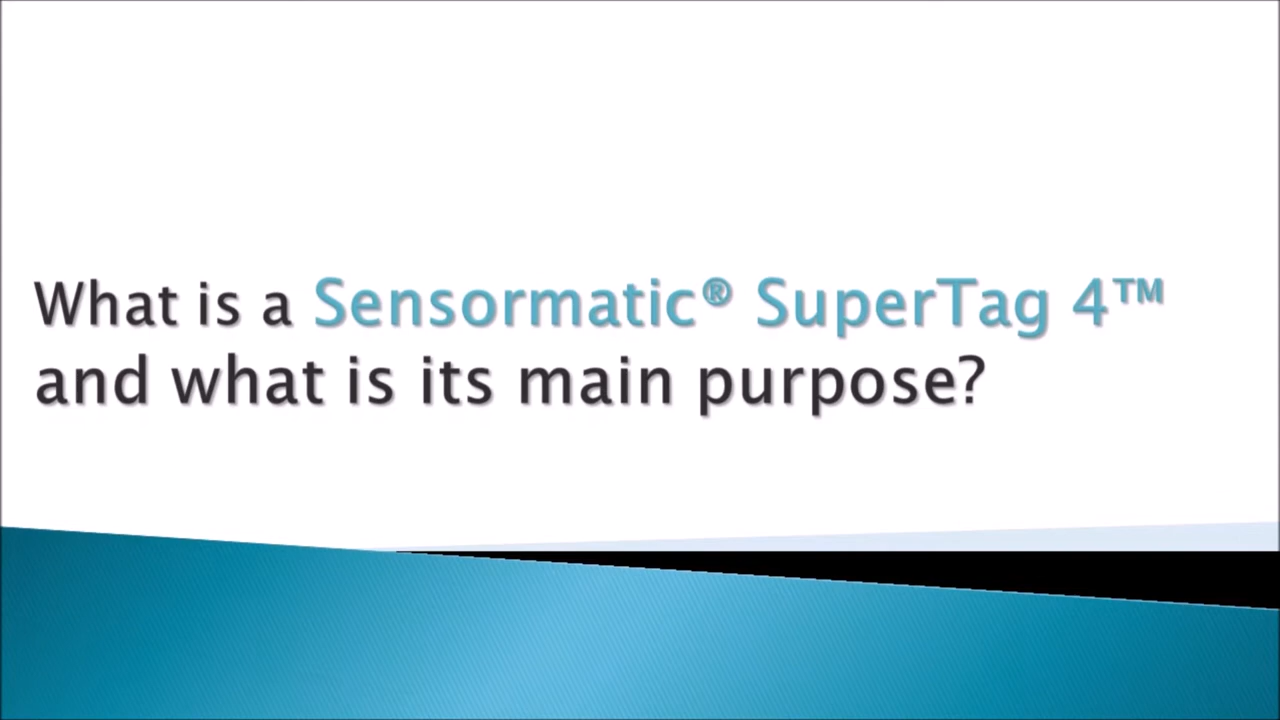 What is a Sensormatic® SuperTag 4™
and what is its main purpose?